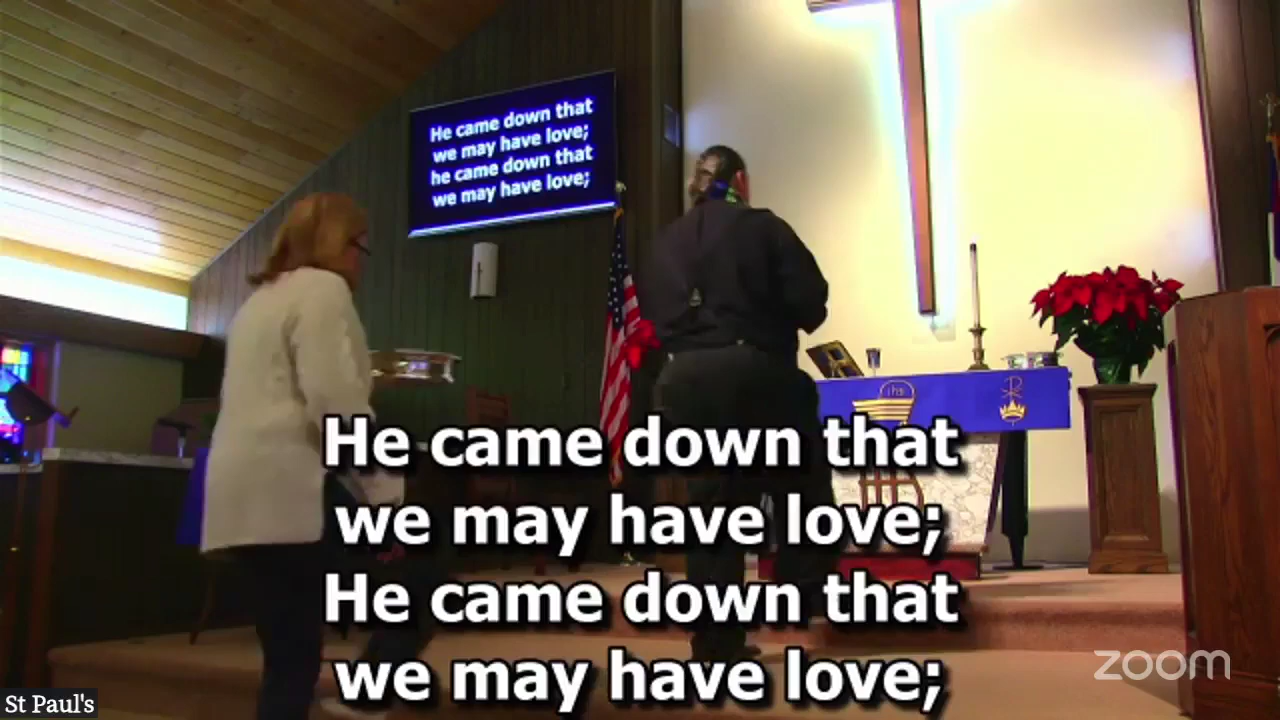 He came down that
we may have love;
he came down that
we may have love;
ihs
He came down that
we may have love;
He came down that
we may have love;
zoom
St Paul's